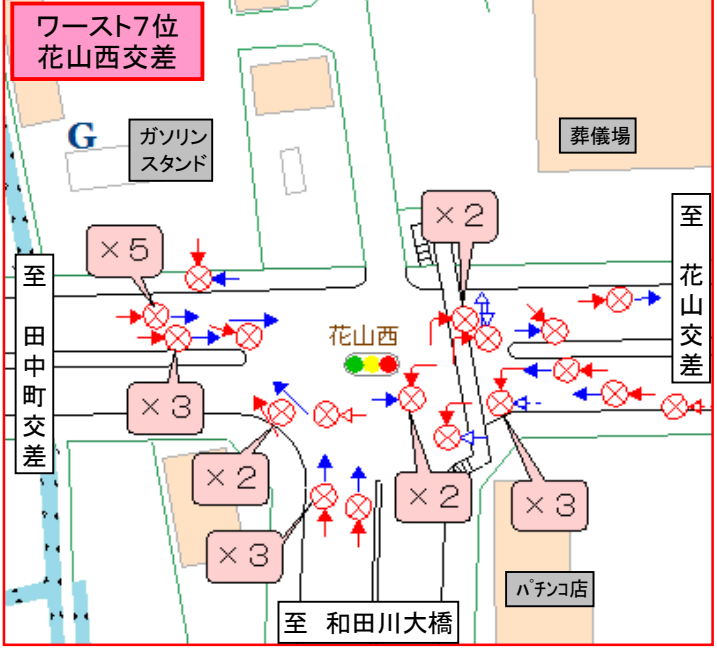 ワースト7位
花山西交差
G
ガソリン
スタンド
葬儀場
×2
至 花山交差
×5
至 田中町交差
花山西
×3
×2
×2
×3
×3
パチンコ店
至 和田川大橋